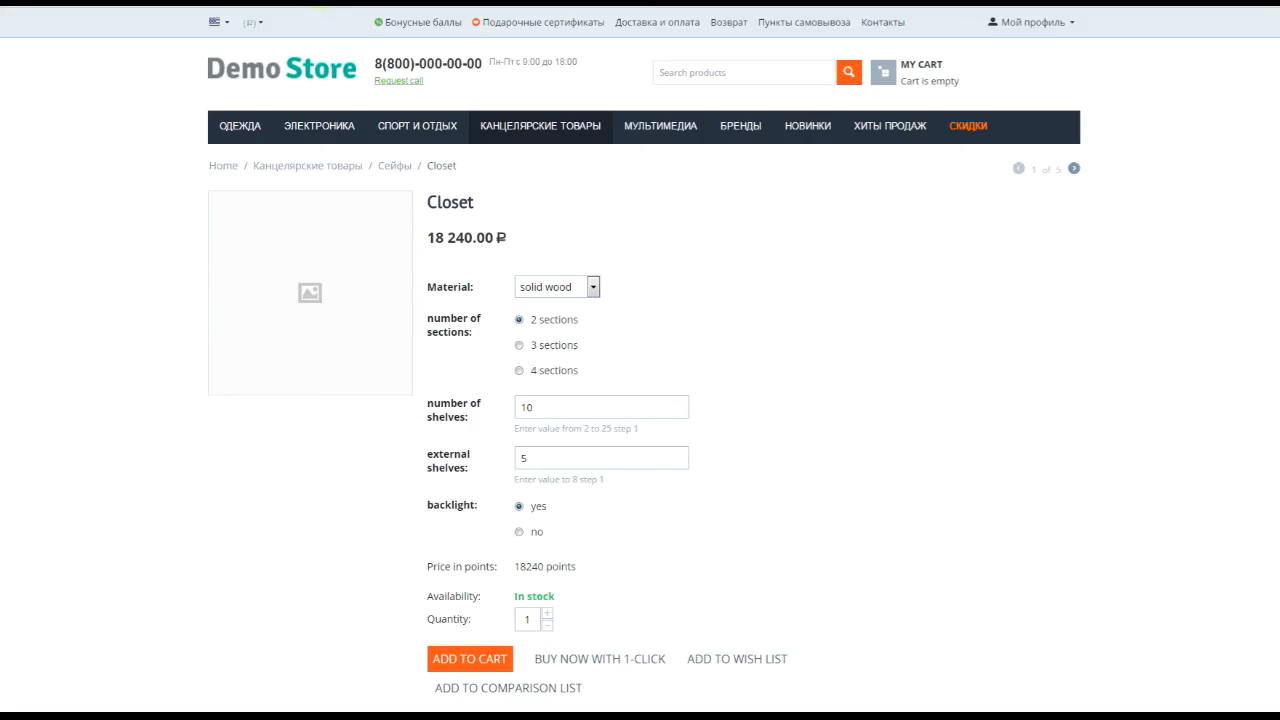 (₽) Бонусные баллы Подарочные сертификаты Доставка и оплата Возврат Пункты самовывоза Контакты Мой профиль
Demo Store 8(800)-000-00-00 Пн-Пт с 9:00 до 18:00
Request call
Search products
MY CART
Cart is empty
ОДЕЖДА ЭЛЕКТРОНИКА СПОРТ И ОТДЫХ КАНЦЕЛЯРСКИЕ ТОВАРЫ МУЛЬТИМЕДИА БРЕНДЫ НОВИНКИ ХИТЫ ПРОДАЖ СКИДКИ
Home / Канцелярские товары / Сейфы / Closet
1 of 5
Closet
18 240.00 ₽
Material: solid wood
number of
sections:
2 sections
3 sections
4 sections
number of
shelves:
10
Enter value from 2 to 25 step 1
external
shelves:
5
Enter value to 8 step 1
backlight: yes
no
Price in points: 18240 points
Availability: In stock
Quantity: 1 + −
ADD TO CART BUY NOW WITH 1-CLICK ADD TO WISH LIST
ADD TO COMPARISON LIST